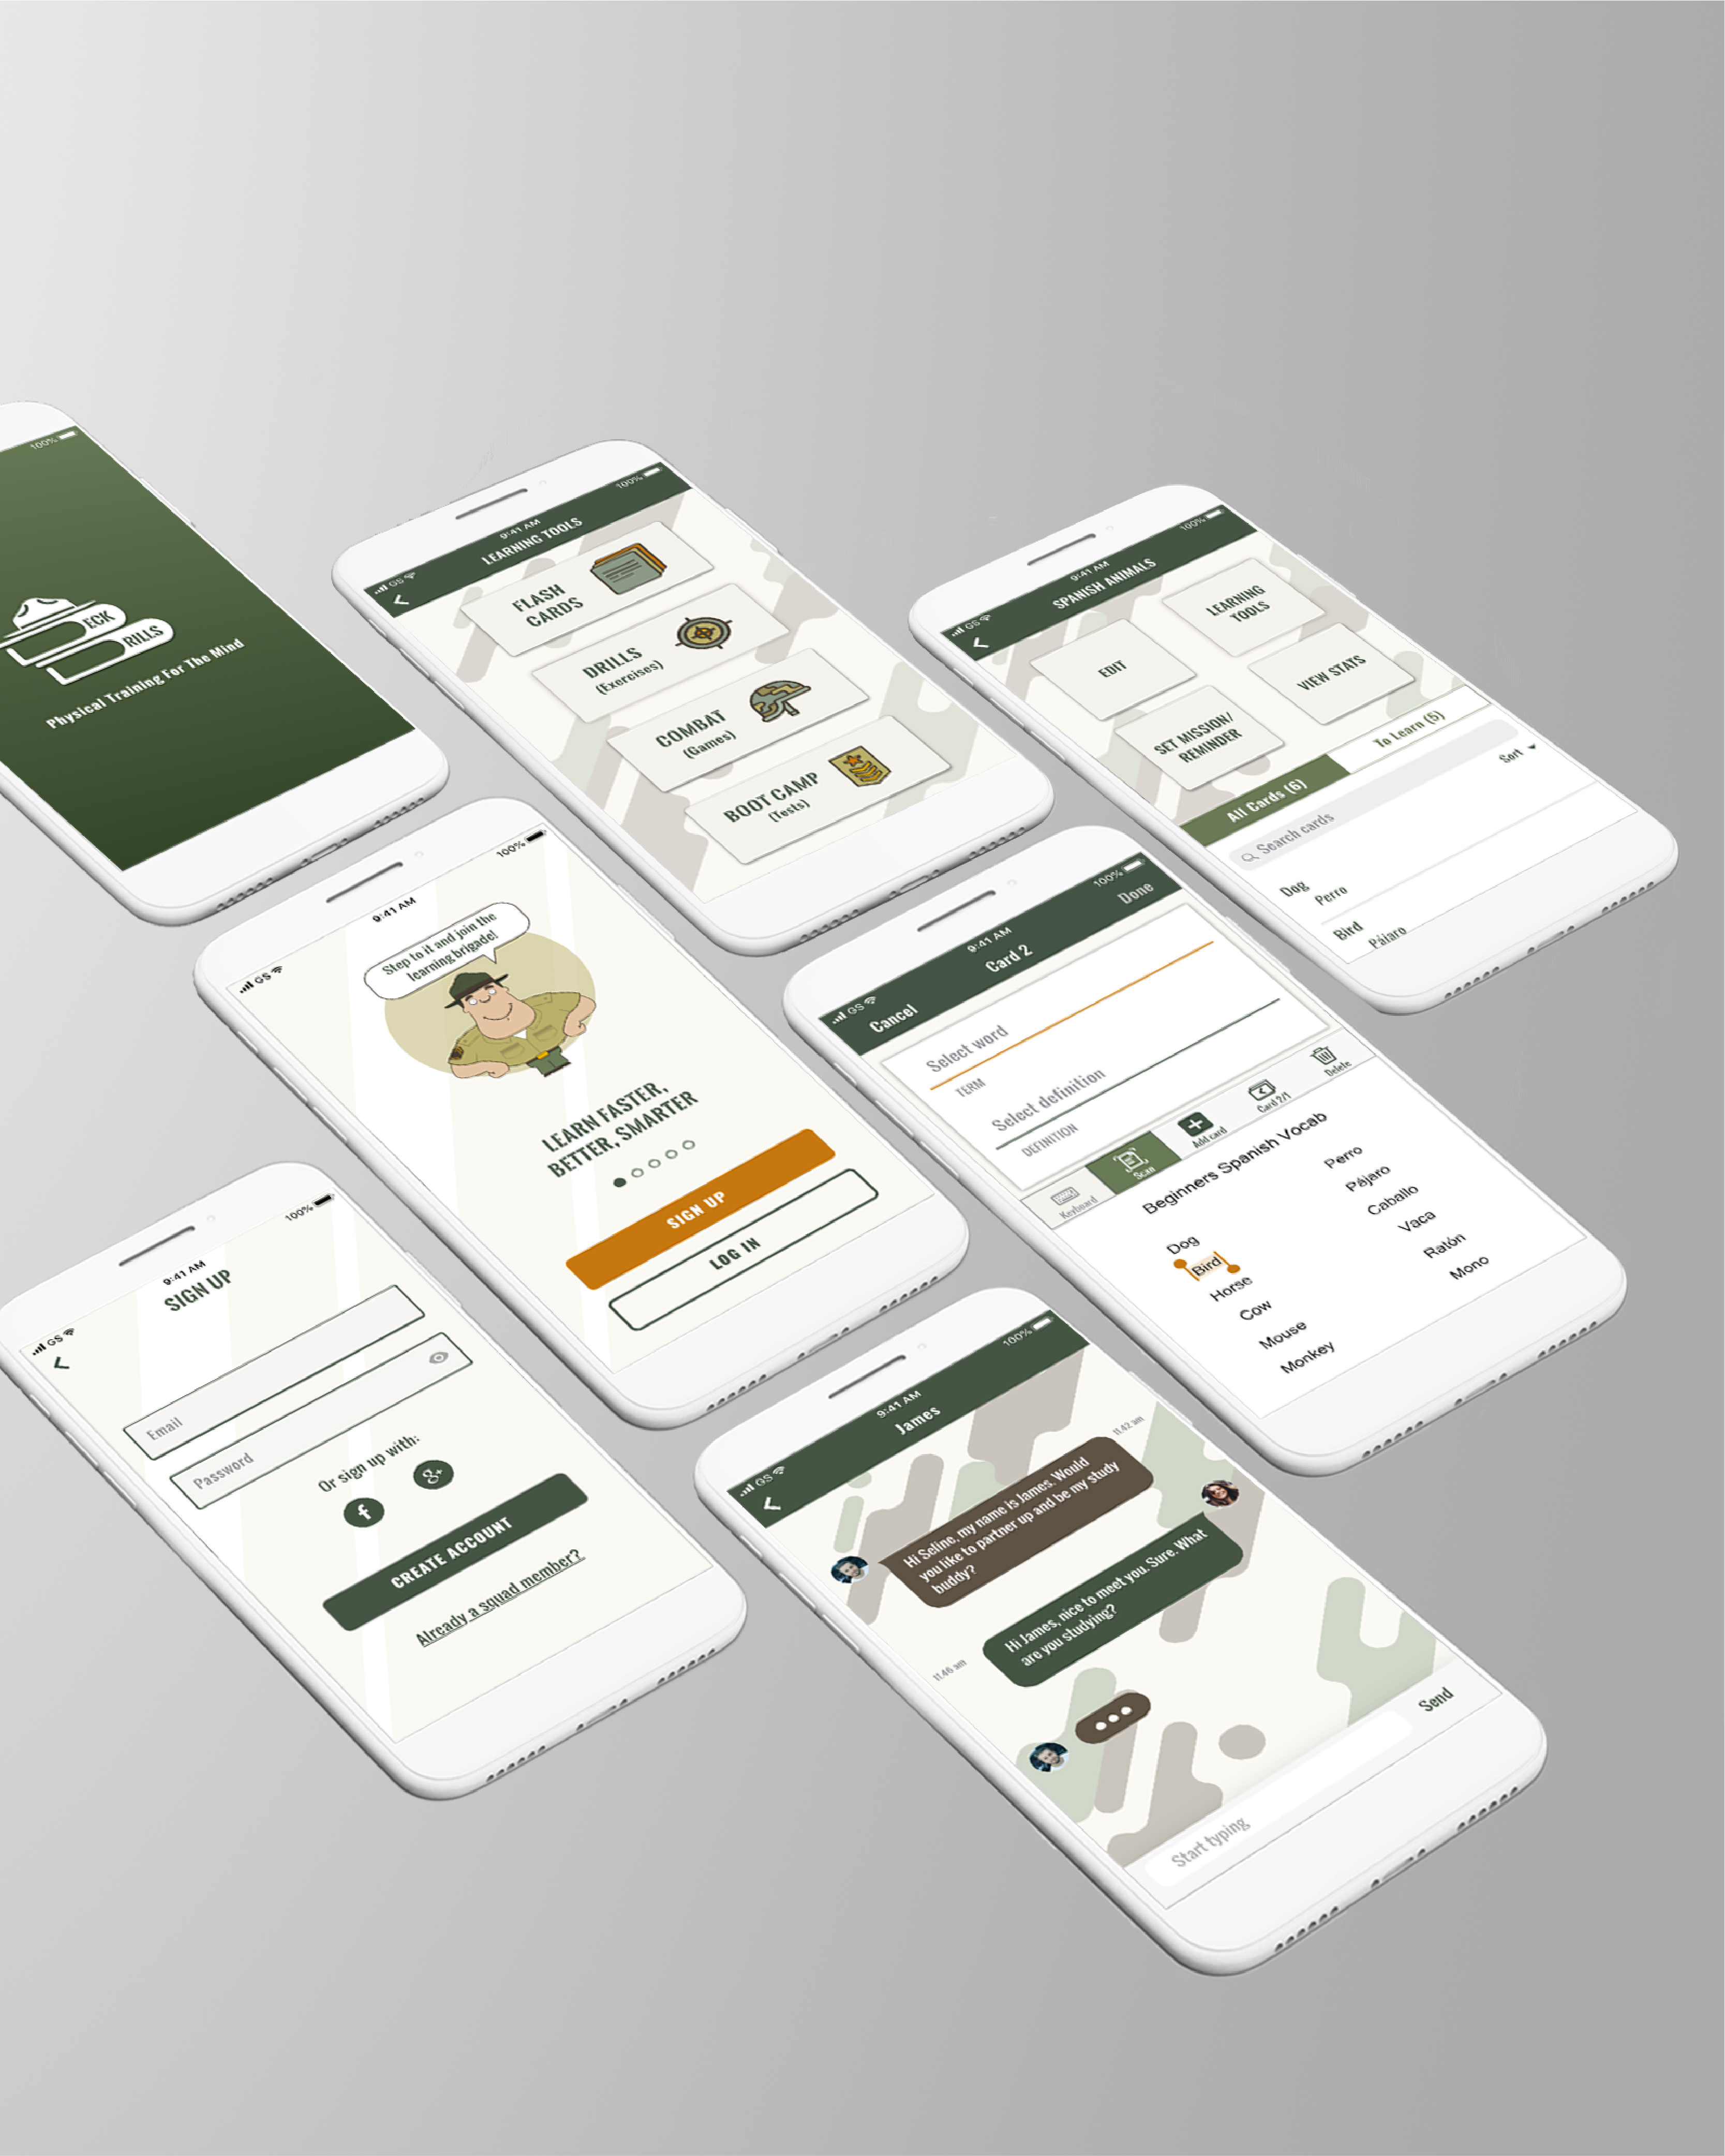 100%
ECK
RILLS
Physical Training For The Mind
GS
9:41 AM
100%
LEARNING TOOLS
FLASH
CARDS
DRILLS
(Exercises)
COMBAT
(Games)
BOOT CAMP
(Tests)
GS
9:41 AM
100%
SPANISH ANIMALS
LEARNING
TOOLS
EDIT
VIEW STATS
SET MISSION/
REMINDER
All Cards (6)
To Learn (5)
Search cards
Sort
Dog
Perro
Bird
Pájaro
GS
9:41 AM
100%
Step to it and join the
learning brigade!
LEARN FASTER,
BETTER, SMARTER
SIGN UP
LOG IN
GS
9:41 AM
100%
Cancel
Card 2
Done
Select word
TERM
Select definition
DEFINITION
Keyboard
Scan
Add card
Card 2/1
Delete
Beginners Spanish Vocab
Dog
Perro
Bird
Pájaro
Horse
Caballo
Cow
Vaca
Mouse
Ratón
Monkey
Mono
GS
9:41 AM
100%
SIGN UP
Email
Password
Or sign up with:
f
g+
CREATE ACCOUNT
Already a squad member?
GS
9:41 AM
100%
James
11:42 am
Hi Seline, my name is James. Would
you like to partner up and be my study
buddy?
Hi James, nice to meet you. Sure. What
are you studying?
11:46 am
Start typing
Send